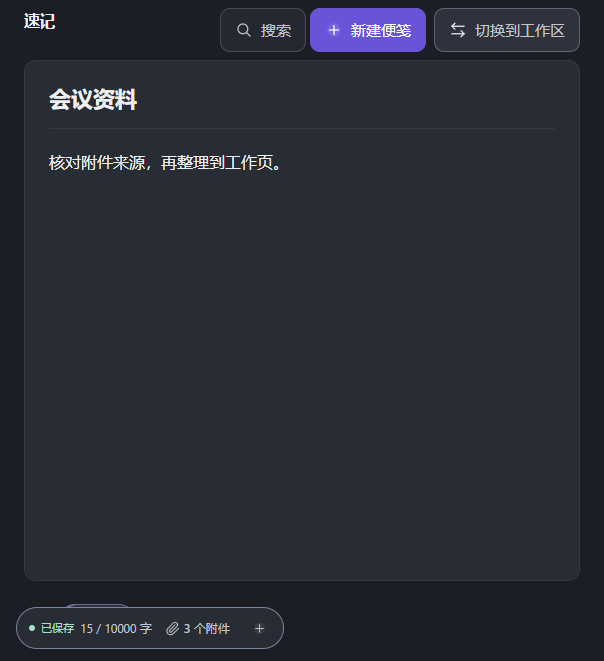 速记
搜索
新建便笺
切换到工作区
会议资料
核对附件来源，再整理到工作页。
已保存 15 / 10000 字 3 个附件